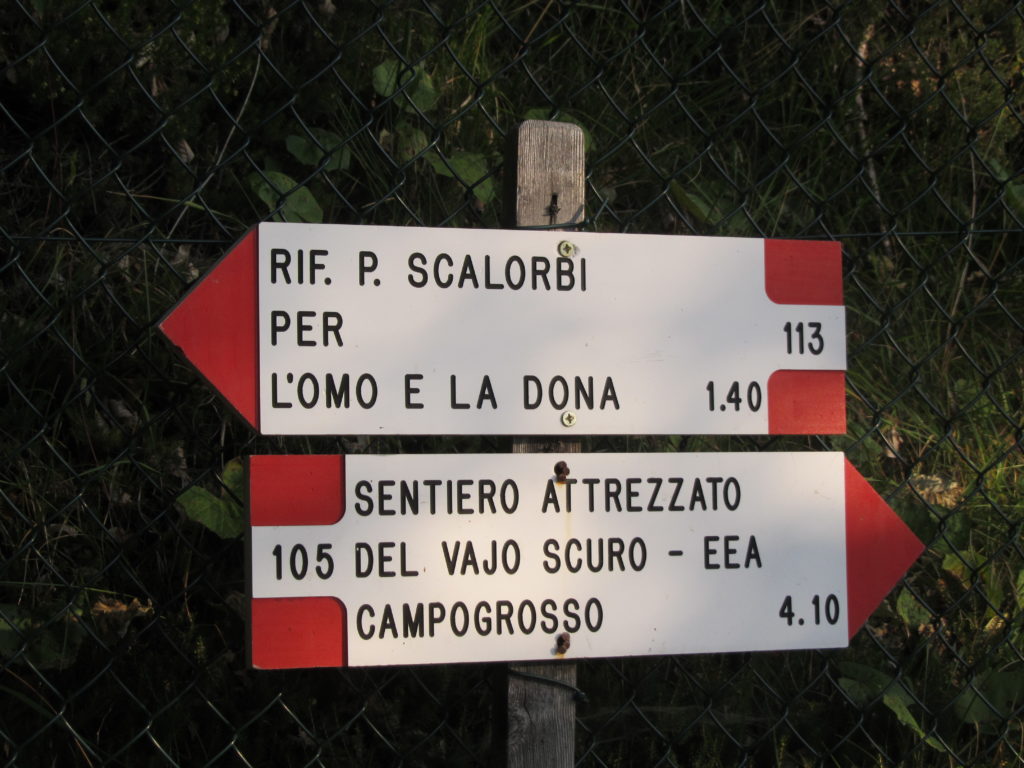 RIF. P. SCALORBI
PER
113
L'OMO E LA DONA 1.40
SENTIERO ATTREZZATO
105 DEL VAJO SCURO - EEA
CAMPOGROSSO 4.10